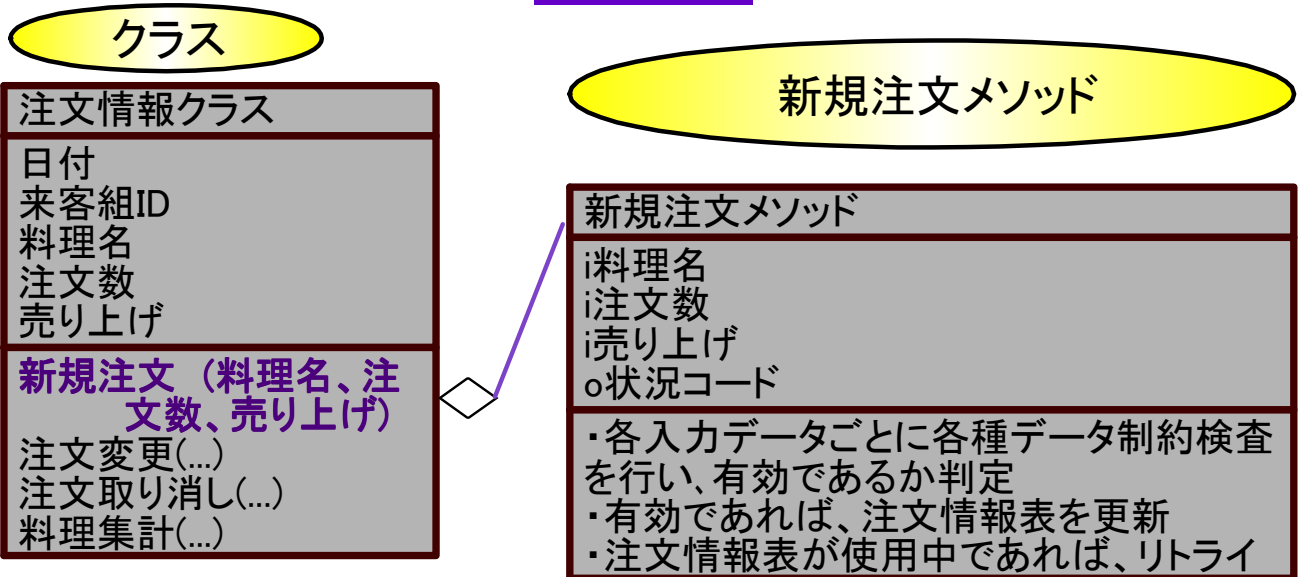 クラス
注文情報クラス
日付
来客組ID
料理名
注文数
売り上げ
新規注文（料理名、注
文数、売り上げ）
注文変更(...)
注文取り消し(...)
料理集計(...)
新規注文メソッド
新規注文メソッド
i料理名
i注文数
i売り上げ
o状況コード
・各入力データごとに各種データ制約検査
を行い、有効であるか判定
・有効であれば、注文情報表を更新
・注文情報表が使用中であれば、リトライ